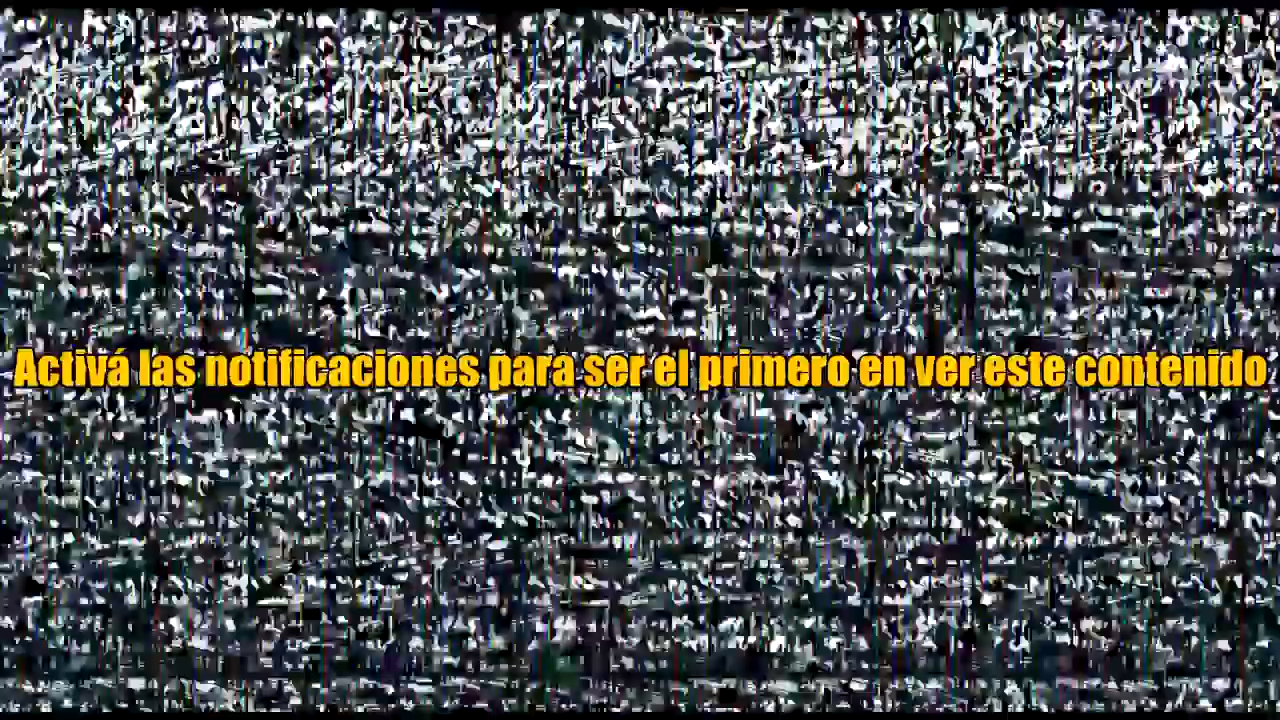 Activá las notificaciones para ser el primero en ver este contenido